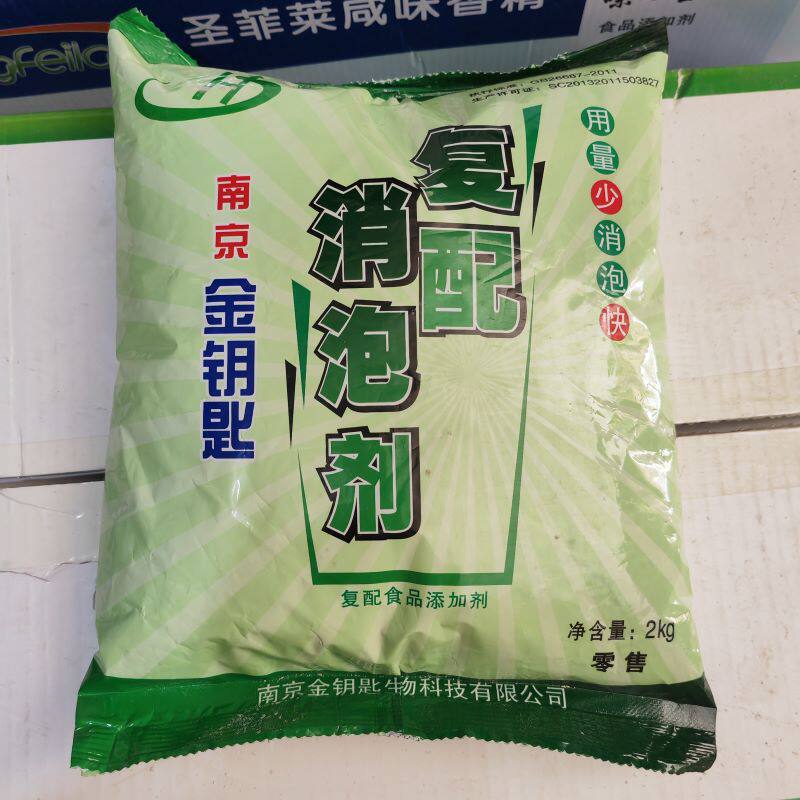 圣菲莱咸味香精
食品添加剂
gfeila
执行标准：GB26687-2011
生产许可证：SC20132011503827
用量少消泡快
复配
消泡剂
南京
金钥匙
复配食品添加剂
净含量：2kg
零售
南京金钥匙生物科技有限公司